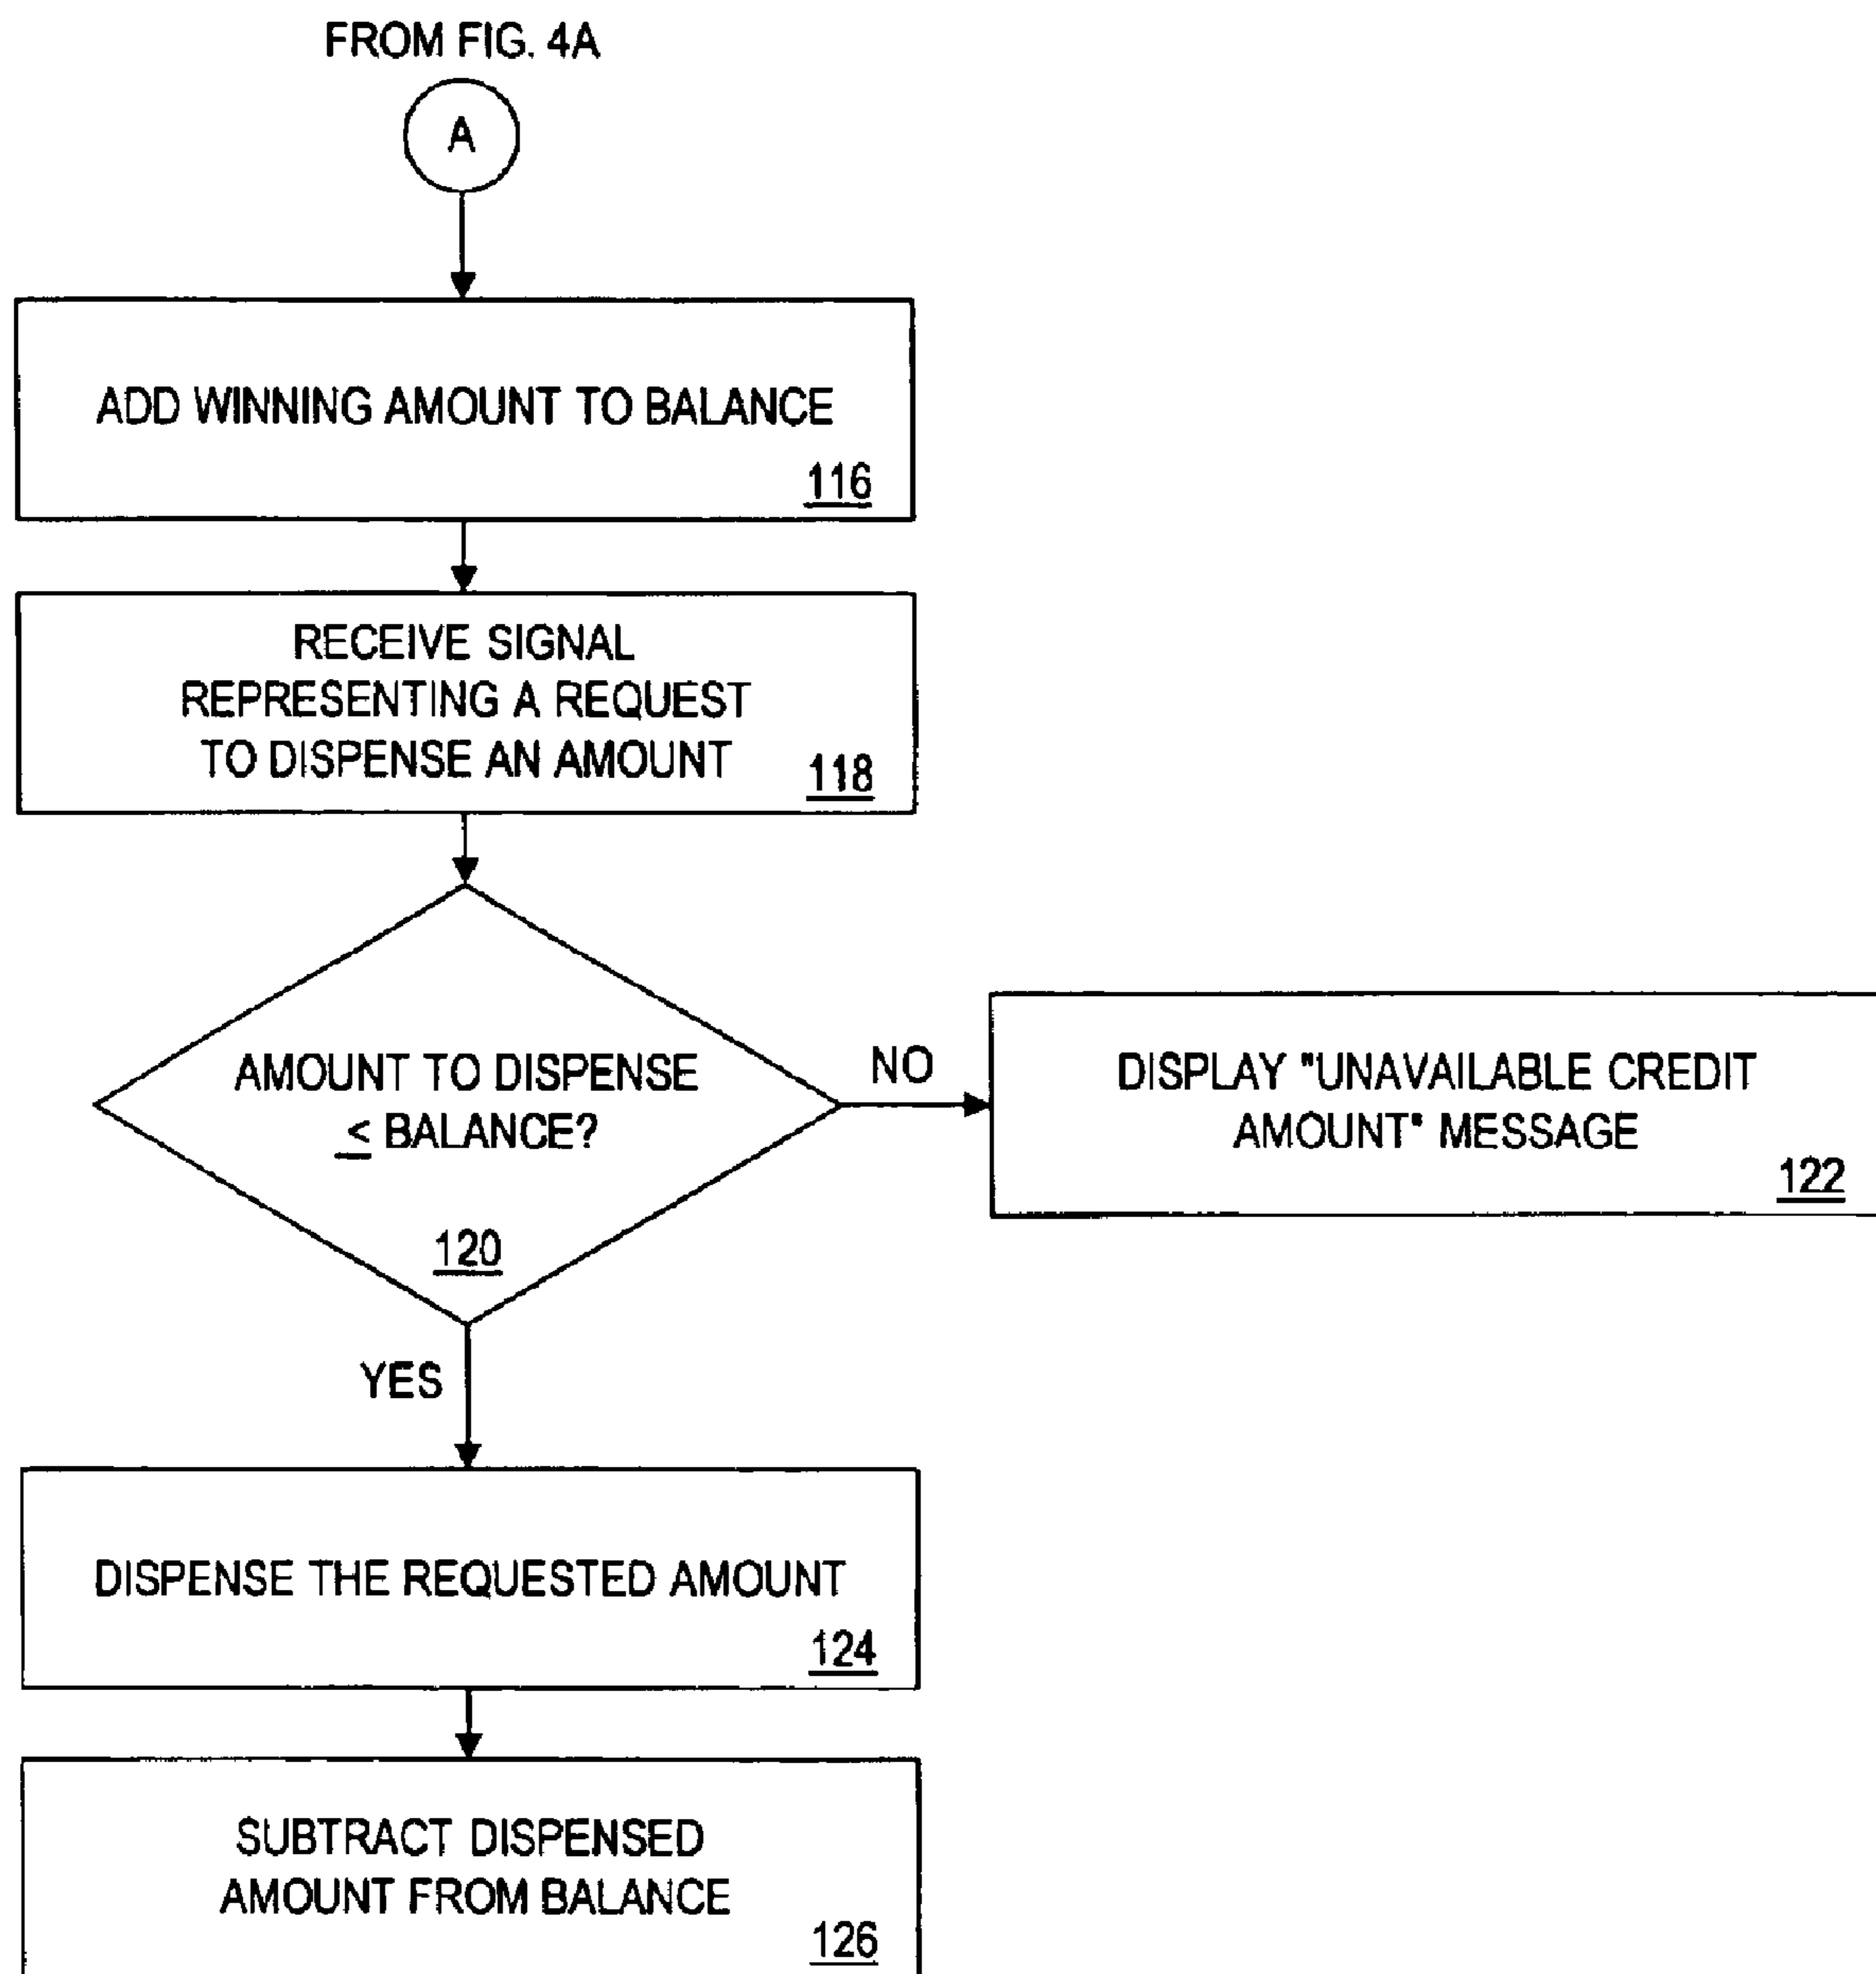 FROM FIG. 4A
A
ADD WINNING AMOUNT TO BALANCE
116
RECEIVE SIGNAL
REPRESENTING A REQUEST
TO DISPENSE AN AMOUNT
118
AMOUNT TO DISPENSE
≤ BALANCE?
120
NO
DISPLAY "UNAVAILABLE CREDIT
AMOUNT" MESSAGE
122
YES
DISPENSE THE REQUESTED AMOUNT
124
SUBTRACT DISPENSED
AMOUNT FROM BALANCE
126